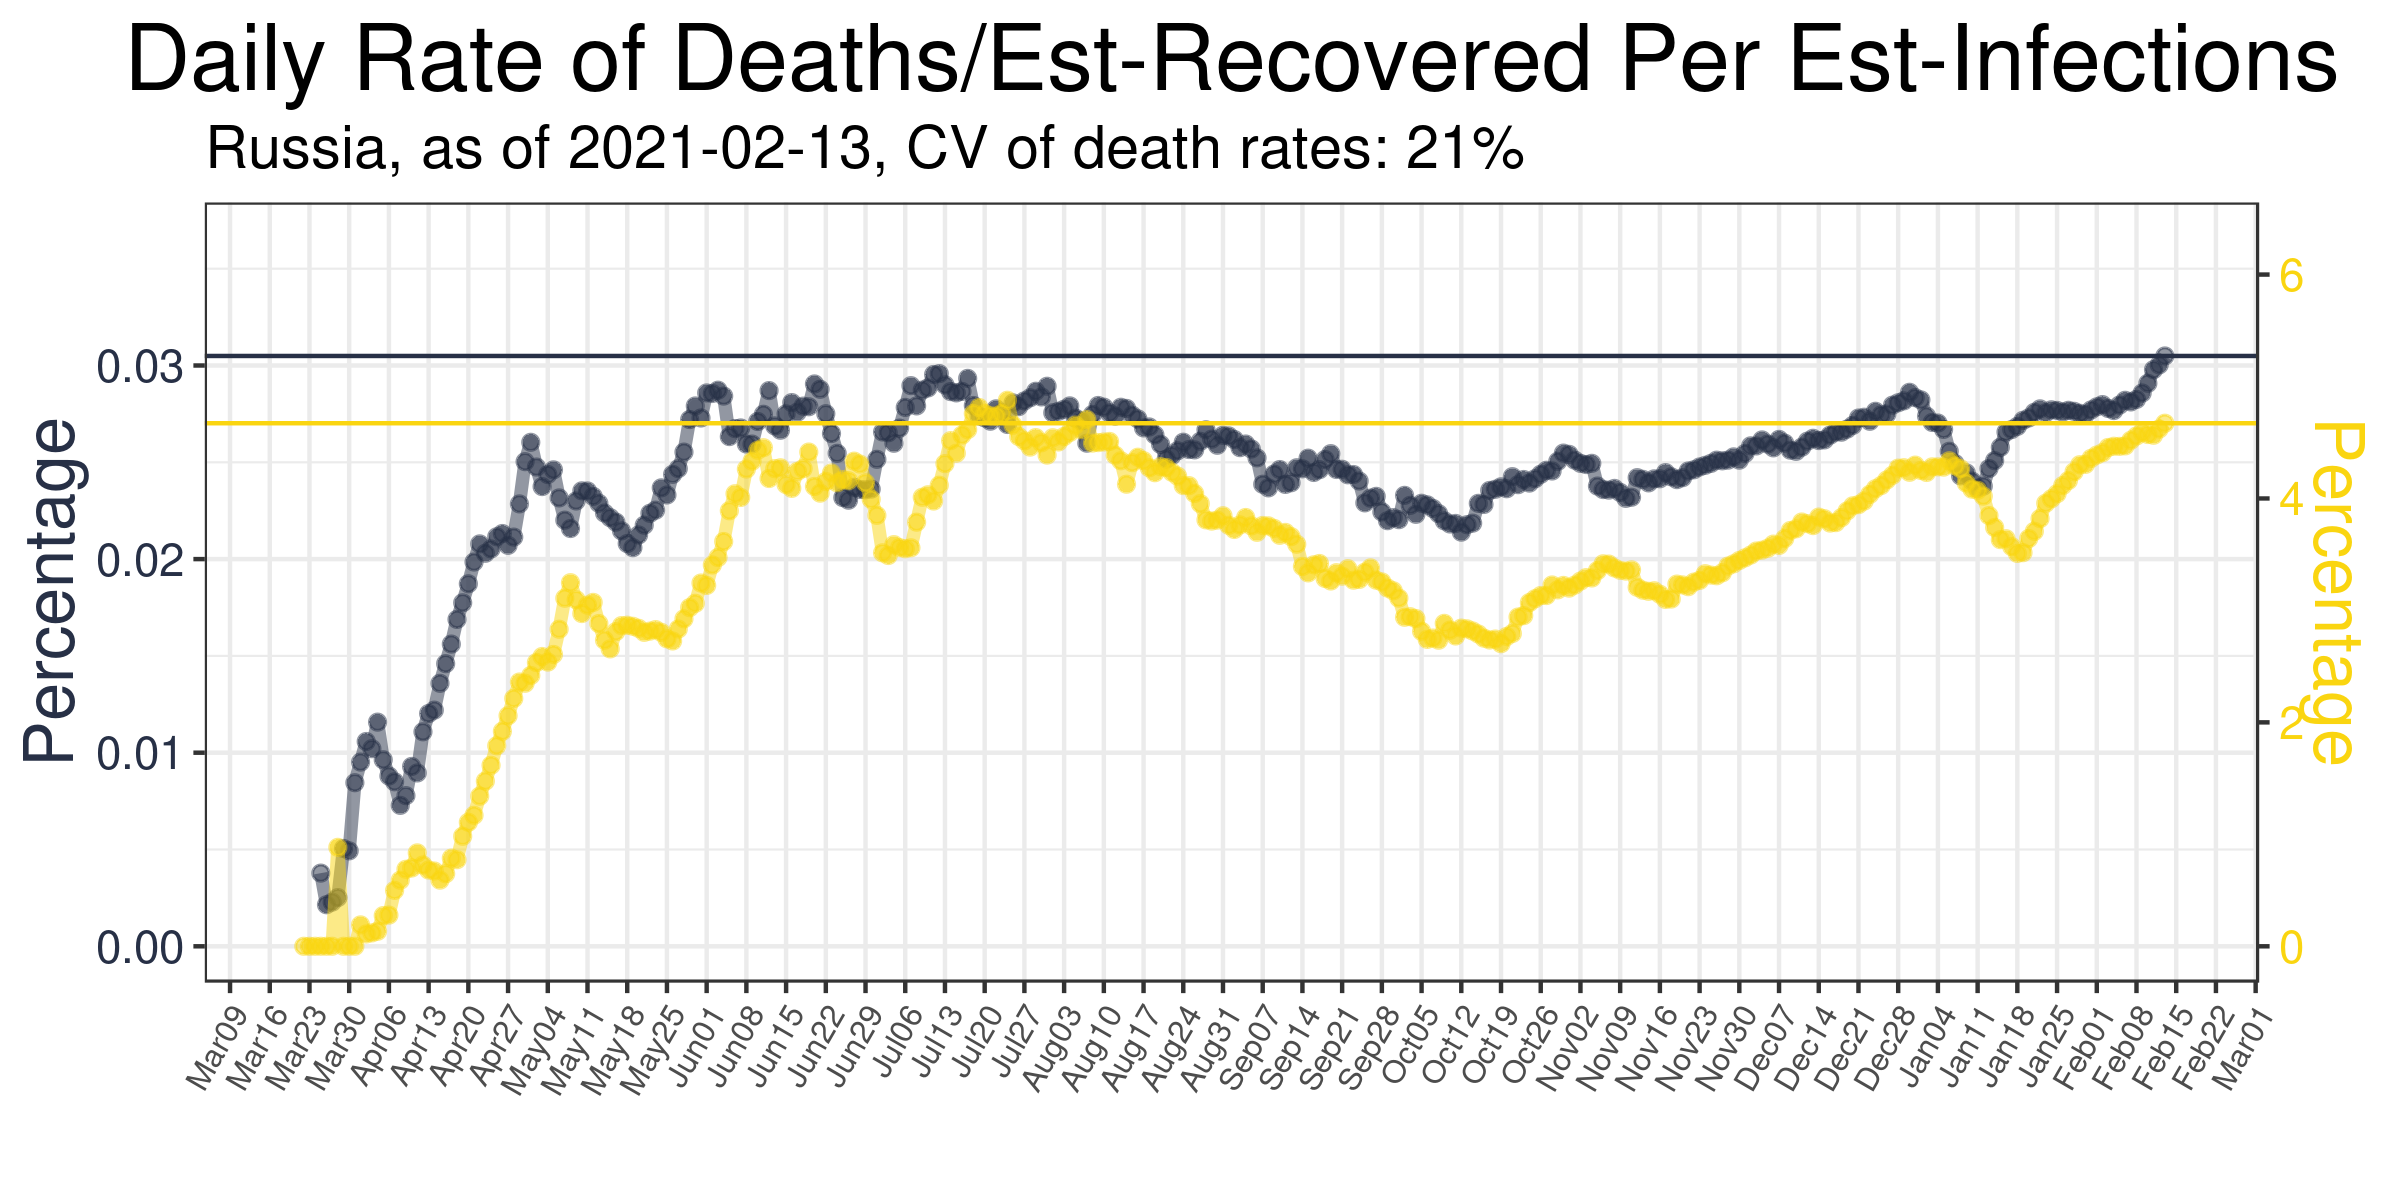 Daily Rate of Deaths/Est-Recovered Per Est-Infections
Russia, as of 2021-02-13, CV of death rates: 21%
Percentage
0.03
0.02
0.01
0.00
6
4
2
0
Percentage
Mar09
Mar16
Mar23
Mar30
Apr06
Apr13
Apr20
Apr27
May04
May11
May18
May25
Jun01
Jun08
Jun15
Jun22
Jun29
Jul06
Jul13
Jul20
Jul27
Aug03
Aug10
Aug17
Aug24
Aug31
Sep07
Sep14
Sep21
Sep28
Oct05
Oct12
Oct19
Oct26
Nov02
Nov09
Nov16
Nov23
Nov30
Dec07
Dec14
Dec21
Dec28
Jan04
Jan11
Jan18
Jan25
Feb01
Feb08
Feb15
Feb22
Mar01